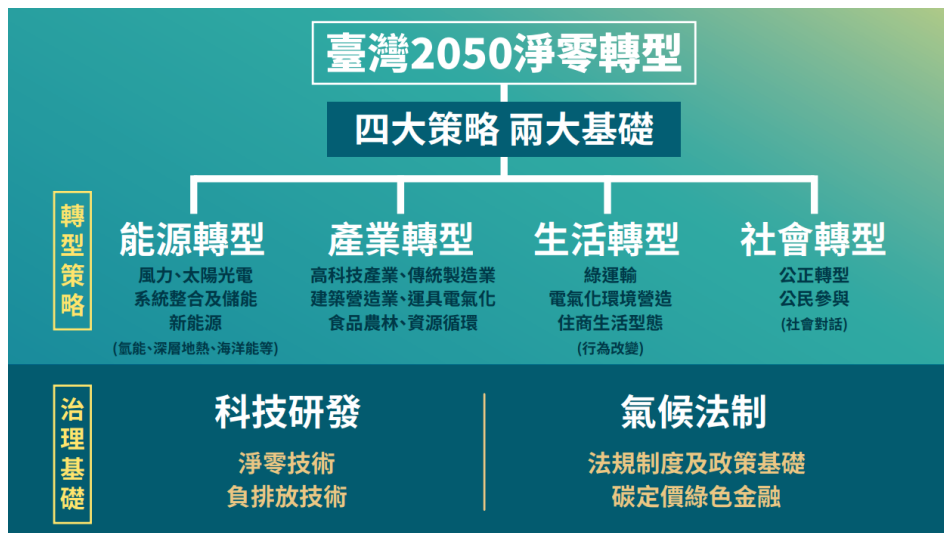 臺灣2050淨零轉型
四大策略 兩大基礎
轉型策略
能源轉型
風力、太陽光電
系統整合及儲能
新能源
(氫能、深層地熱、海洋能等)
產業轉型
高科技產業、傳統製造業
建築營造業、運具電氣化
食品農林、資源循環
生活轉型
綠運輸
電氣化環境營造
住商生活型態
(行為改變)
社會轉型
公正轉型
公民參與
(社會對話)
治理基礎
科技研發
淨零技術
負排放技術
氣候法制
法規制度及政策基礎
碳定價綠色金融